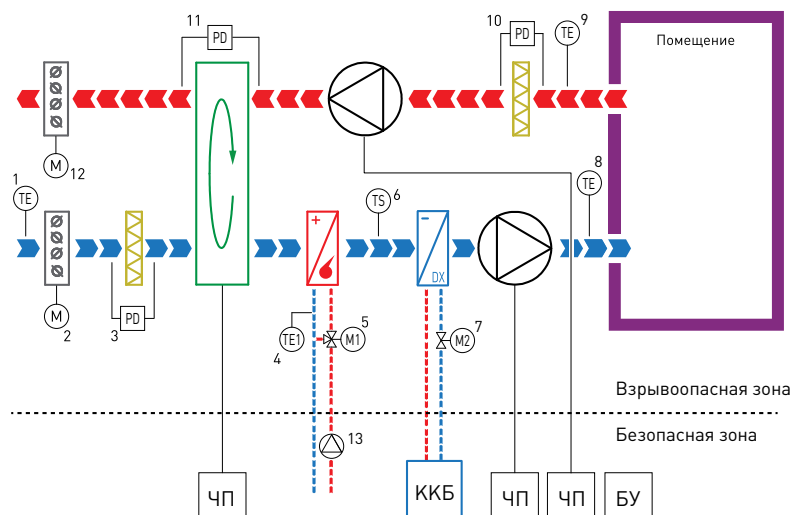 11
PD
10
PD
TE
9
Помещение
M
12
1
TE
TS
6
8
TE
+
-
DX
M
2
3
PD
TE1
4
5
M1
7
M2
Взрывоопасная зона
Безопасная зона
13
ЧП
ККБ
ЧП
ЧП
БУ